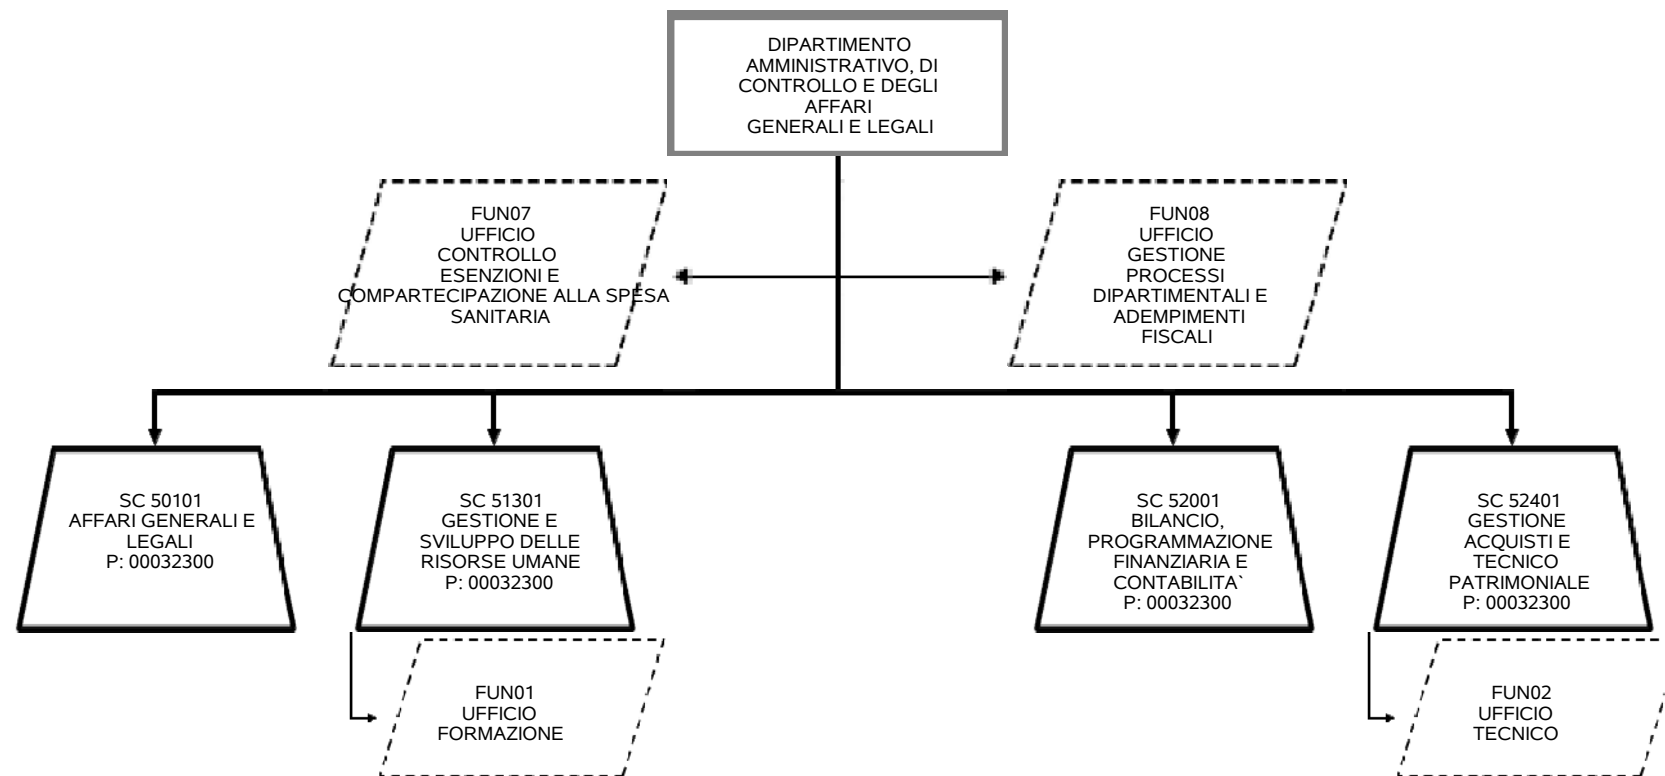 DIPARTIMENTO
AMMINISTRATIVO, DI
CONTROLLO E DEGLI
AFFARI
GENERALI E LEGALI
FUN07
UFFICIO
CONTROLLO
ESENZIONI E
COMPARTECIPAZIONE ALLA SPESA
SANITARIA
FUN08
UFFICIO
GESTIONE
PROCESSI
DIPARTIMENTALI E
ADEMPIMENTI
FISCALI
SC 50101
AFFARI GENERALI E
LEGALI
P: 00032300
SC 51301
GESTIONE E
SVILUPPO DELLE
RISORSE UMANE
P: 00032300
SC 52001
BILANCIO,
PROGRAMMAZIONE
FINANZIARIA E
CONTABILITA`
P: 00032300
SC 52401
GESTIONE
ACQUISTI E
TECNICO
PATRIMONIALE
P: 00032300
FUN01
UFFICIO
FORMAZIONE
FUN02
UFFICIO
TECNICO